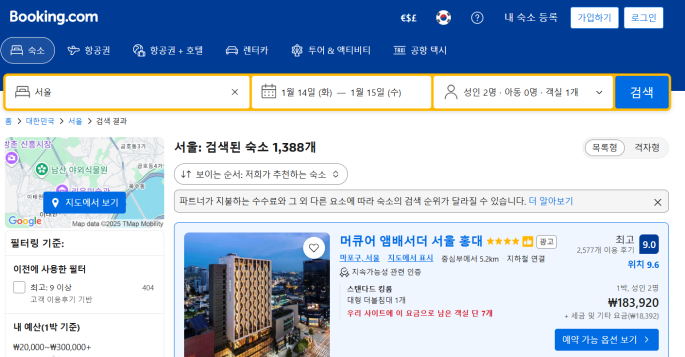 Booking.com
€$£
내 숙소 등록
가입하기
로그인
숙소
항공권
항공권 + 호텔
렌터카
투어 & 액티비티
공항 택시
서울
1월 14일 (화) — 1월 15일 (수)
성인 2명 · 아동 0명 · 객실 1개
검색
홈 > 대한민국 > 서울 > 검색 결과
남산 야외식물원
금호동3가
금호동4가
옥수동
지도에서 보기
Google
Map data ©2025 TMap Mobility
서울: 검색된 숙소 1,388개
목록형
격자형
보이는 순서: 저희가 추천하는 숙소
파트너가 지불하는 수수료와 그 외 다른 요소에 따라 숙소의 검색 순위가 달라질 수 있습니다. 더 알아보기
필터링 기준:
이전에 사용한 필터
최고: 9 이상
404
고객 이용후기 기반
내 예산(1박 기준)
₩20,000~₩300,000+
머큐어 앰배서더 서울 홍대
광고
마포구, 서울
지도에서 표시
중심부에서 5.2km
지하철 연결
지속가능성 관련 인증
스탠다드 킹룸
대형 더블침대 1개
우리 사이트에 이 요금으로 남은 객실 단 7개
최고
2,577개 이용 후기
9.0
위치 9.6
1박, 성인 2명
₩183,920
+ 세금 및 기타 요금(₩18,392)
예약 가능 옵션 보기